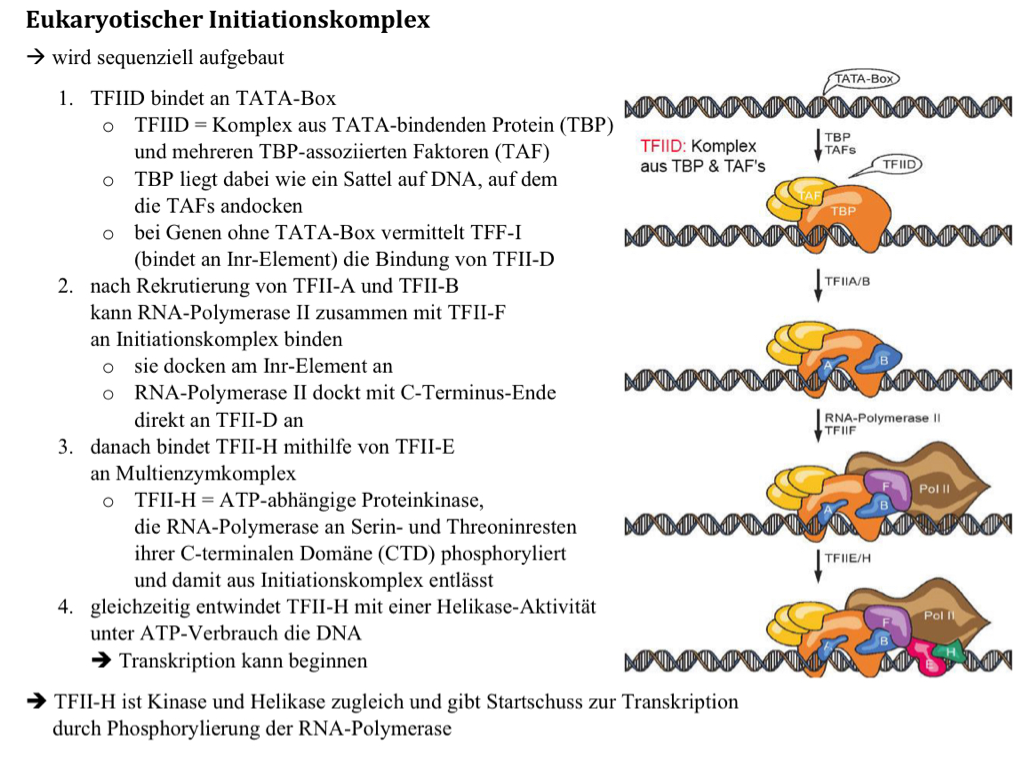 Eukaryotischer Initiationskomplex
→ wird sequenziell aufgebaut
1. TFIID bindet an TATA-Box
o TFIID = Komplex aus TATA-bindenden Protein (TBP)
und mehreren TBP-assoziierten Faktoren (TAF)
o TBP liegt dabei wie ein Sattel auf DNA, auf dem
die TAFs andocken
o bei Genen ohne TATA-Box vermittelt TFF-I
(bindet an Inr-Element) die Bindung von TFII-D
2. nach Rekrutierung von TFII-A und TFII-B
kann RNA-Polymerase II zusammen mit TFII-F
an Initiationskomplex binden
o sie docken am Inr-Element an
o RNA-Polymerase II dockt mit C-Terminus-Ende
direkt an TFII-D an
3. danach bindet TFII-H mithilfe von TFII-E
an Multienzymkomplex
o TFII-H = ATP-abhängige Proteinkinase,
die RNA-Polymerase an Serin- und Threoninresten
ihrer C-terminalen Domäne (CTD) phosphoryliert
und damit aus Initiationskomplex entlässt
4. gleichzeitig entwindet TFII-H mit einer Helikase-Aktivität
unter ATP-Verbrauch die DNA
→ Transkription kann beginnen
→ TFII-H ist Kinase und Helikase zugleich und gibt Startschuss zur Transkription
durch Phosphorylierung der RNA-Polymerase
TATA-Box
TFIID: Komplex
aus TBP & TAF's
TBP
TAFs
TFIID
TAF
TBP
TFIIA/B
A
B
RNA-Polymerase II
TFIIF
F
Pol II
A
B
TFIIE/H
F
Pol II
A
B
E
H